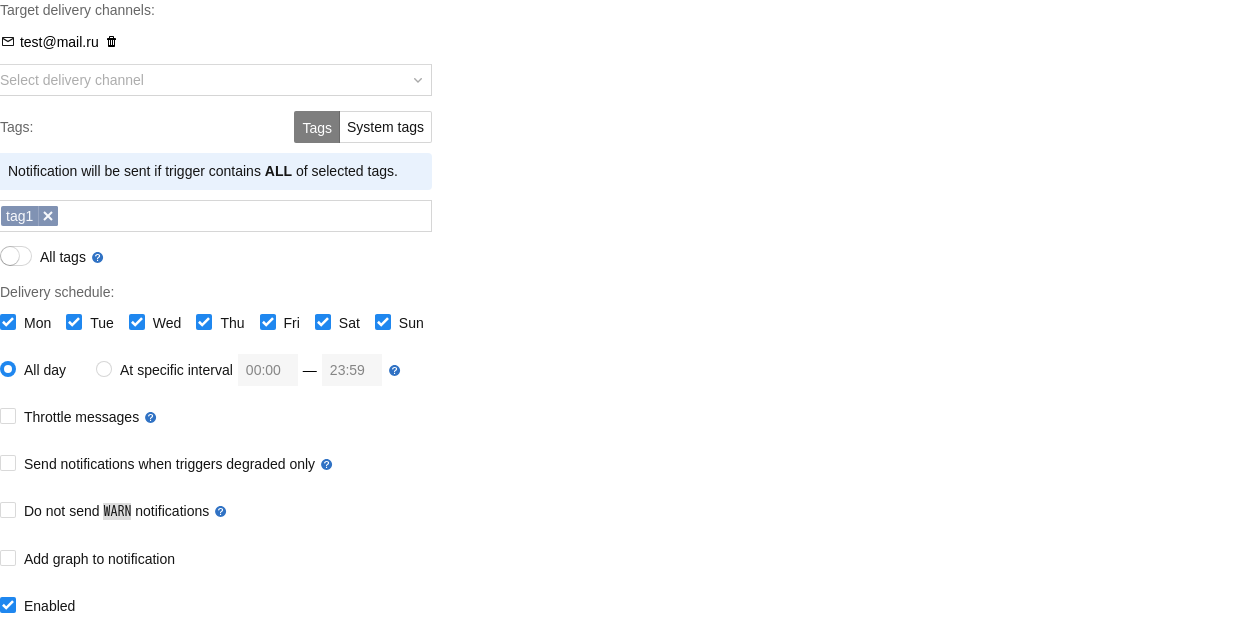 Target delivery channels:
test@mail.ru
Select delivery channel
Tags: Tags System tags
Notification will be sent if trigger contains ALL of selected tags.
tag1
All tags ?
Delivery schedule:
Mon Tue Wed Thu Fri Sat Sun
All day At specific interval 00:00 — 23:59 ?
Throttle messages ?
Send notifications when triggers degraded only ?
Do not send WARN notifications ?
Add graph to notification
Enabled